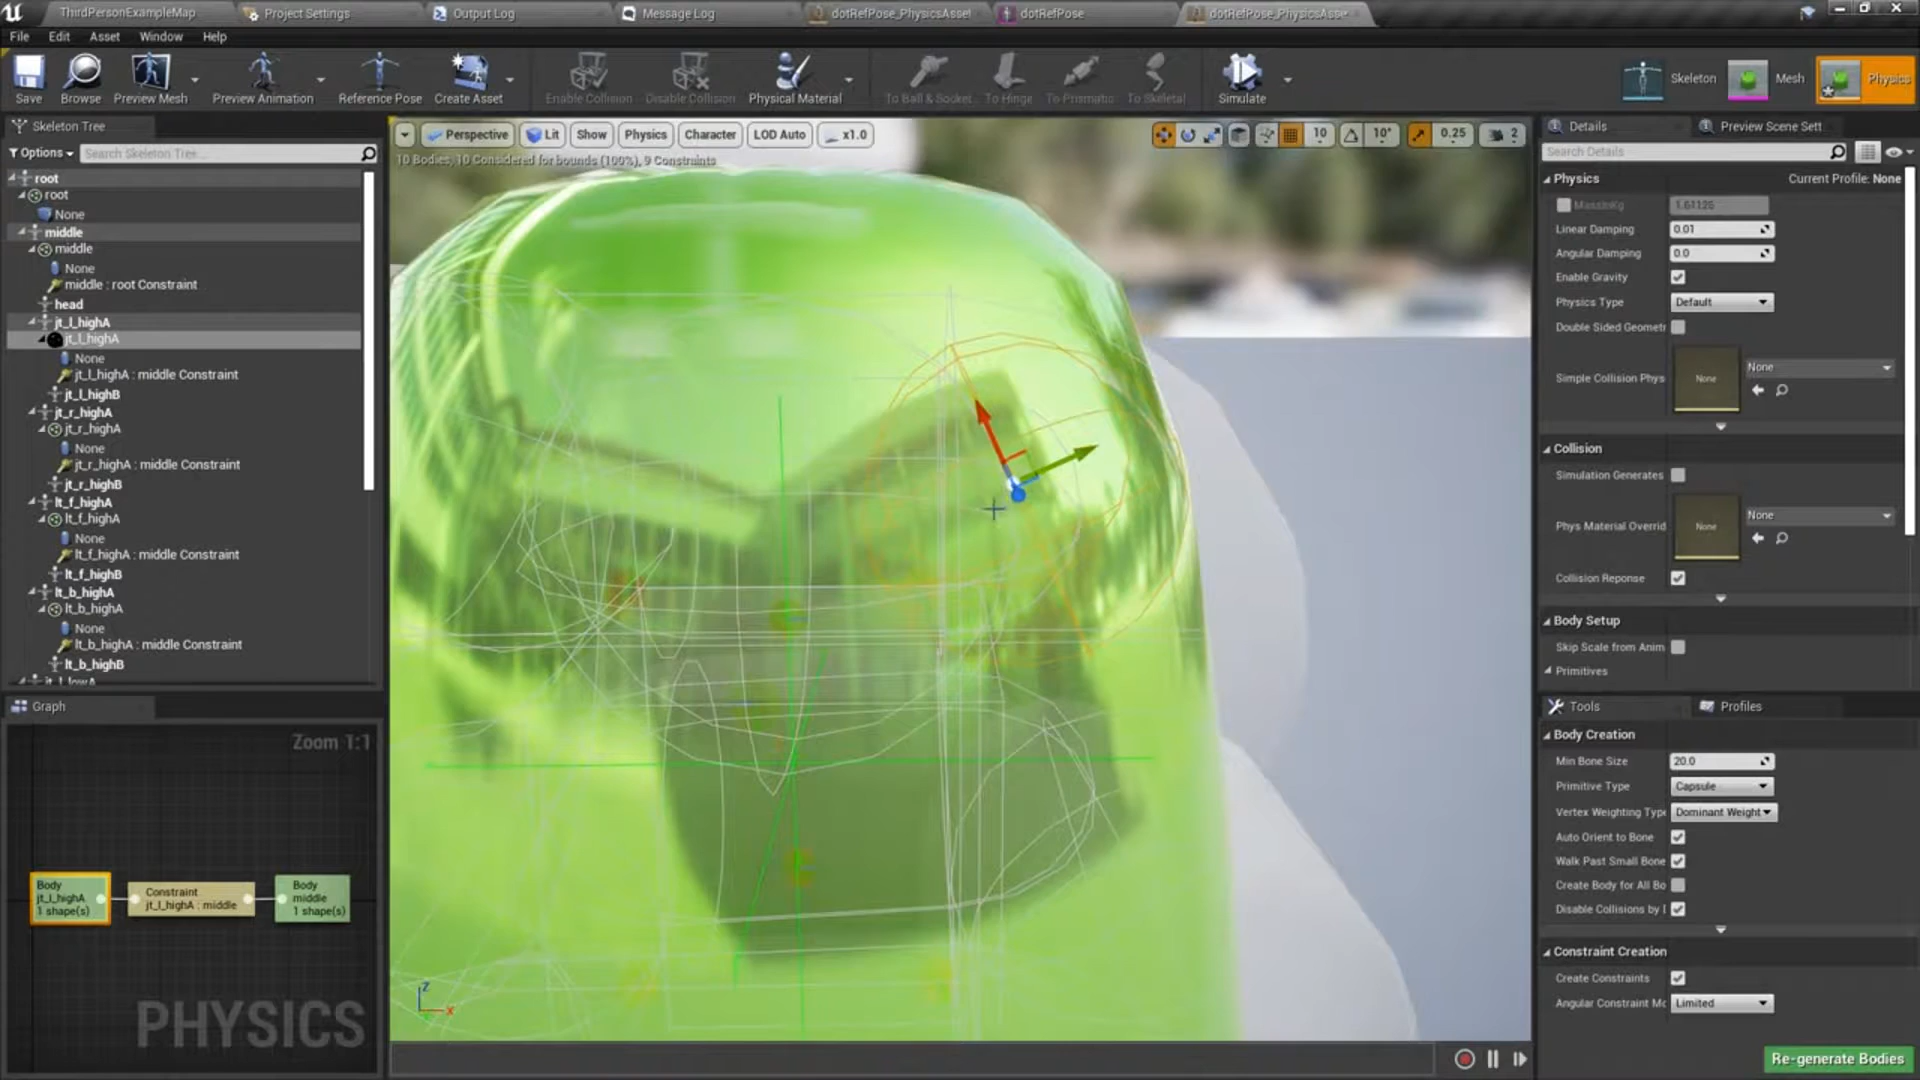 ThirdPersonExampleMap
Project Settings
Output Log
Message Log
dotRefPose_PhysicsAsset
dotRefPose
dotRefPose_PhysicsAsse
File Edit Asset Window Help
Save
Browse
Preview Mesh
Preview Animation
Reference Pose
Create Asset
Enable Collision
Disable Collision
Physical Material
To Ball & Socket
To Hinge
To Prismatic
To Skeletal
Simulate
Skeleton
Mesh
Physics
Skeleton Tree
Options
Search Skeleton Tree...
root
root
None
middle
middle
None
middle : root Constraint
head
jt_l_highA
jt_l_highA
None
jt_l_highA : middle Constraint
jt_l_highB
jt_r_highA
jt_r_highA
None
jt_r_highA : middle Constraint
jt_r_highB
lt_f_highA
lt_f_highA
None
lt_f_highA : middle Constraint
lt_f_highB
lt_b_highA
lt_b_highA
None
lt_b_highA : middle Constraint
lt_b_highB
jt_l_lowA
Graph
Zoom 1:1
Body
jt_l_highA
1 shape(s)
Constraint
jt_l_highA : middle
Body
middle
1 shape(s)
PHYSICS
Perspective
Lit
Show
Physics
Character
LOD Auto
x1.0
10
10°
0.25
2
10 Bodies, 10 Considered for bounds (100%), 9 Constraints
Z
X
Details
Preview Scene Sett
Search Details
Physics
Current Profile: None
MassInKg
1.61126
Linear Damping
0.01
Angular Damping
0.0
Enable Gravity
Physics Type
Default
Double Sided Geometr
Simple Collision Phys
None
None
Collision
Simulation Generates
Phys Material Overrid
None
None
Collision Reponse
Body Setup
Skip Scale from Anim
Primitives
Tools
Profiles
Body Creation
Min Bone Size
20.0
Primitive Type
Capsule
Vertex Weighting Type
Dominant Weight
Auto Orient to Bone
Walk Past Small Bone
Create Body for All Bo
Disable Collisions by
Constraint Creation
Create Constraints
Angular Constraint Mo
Limited
Re-generate Bodies